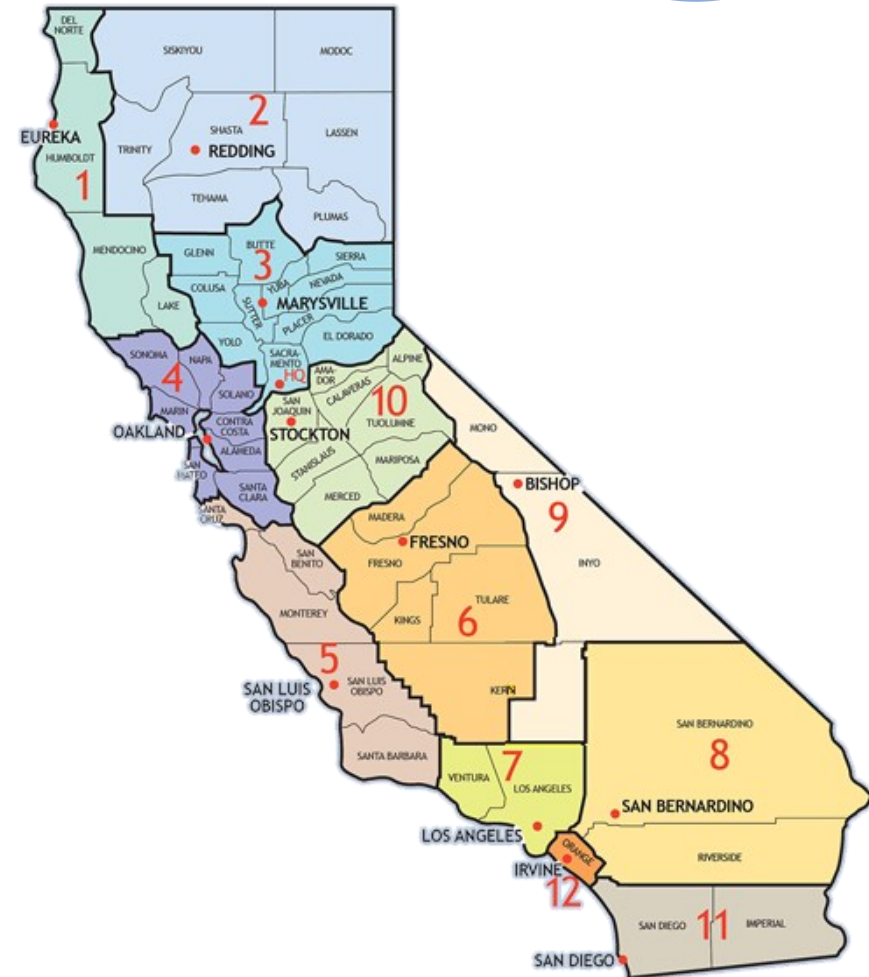 DEL
NORTE
SISKIYOU
MODOC
EUREKA
HUMBOLDT
1
TRINITY
2
SHASTA
REDDING
LASSEN
TEHAMA
PLUMAS
MENDOCINO
LAKE
GLENN
BUTTE
3
SIERRA
COLUSA
YUBA
NEVADA
SUTTER
MARYSVILLE
PLACER
YOLO
EL DORADO
SACRA-
MENTO
HQ
SONOMA
NAPA
4
SOLANO
MARIN
CONTRA
COSTA
OAKLAND
ALAMEDA
SAN
MATEO
SANTA
CLARA
SANTA
CRUZ
AMA-
DOR
ALPINE
CALAVERAS
10
SAN
JOAQUIN
TUOLUMNE
STOCKTON
STANISLAUS
MARIPOSA
MERCED
MONO
BISHOP
9
INYO
MADERA
FRESNO
FRESNO
TULARE
KINGS
6
KERN
SAN
BENITO
MONTEREY
5
SAN LUIS
OBISPO
SAN LUIS
OBISPO
SANTA BARBARA
VENTURA
7
LOS ANGELES
LOS ANGELES
SAN BERNARDINO
8
SAN BERNARDINO
RIVERSIDE
ORANGE
IRVINE
12
SAN DIEGO
11
IMPERIAL
SAN DIEGO